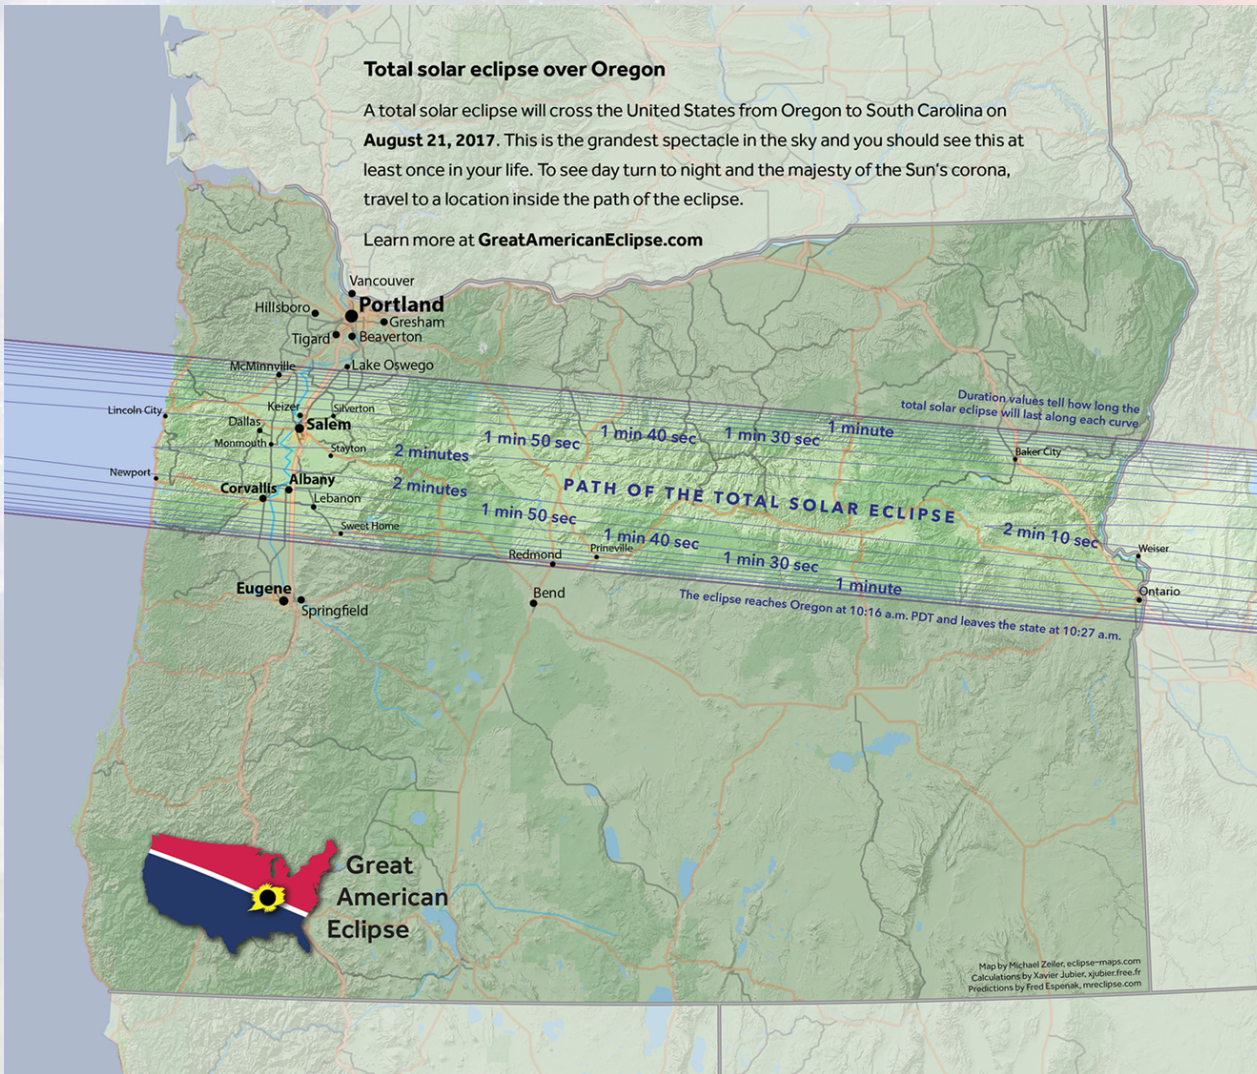 Total solar eclipse over Oregon
A total solar eclipse will cross the United States from Oregon to South Carolina on
August 21, 2017. This is the grandest spectacle in the sky and you should see this at
least once in your life. To see day turn to night and the majesty of the Sun's corona,
travel to a location inside the path of the eclipse.
Learn more at GreatAmericanEclipse.com
Vancouver
Hillsboro
Portland
Gresham
Tigard
Beaverton
McMinnville
Lake Oswego
Lincoln City
Keizer
Silverton
Dallas
Salem
Monmouth
Stayton
Newport
Corvallis
Albany
Lebanon
Sweet Home
Eugene
Springfield
Duration values tell how long the
total solar eclipse will last along each curve
2 minutes
1 min 50 sec
1 min 40 sec
1 min 30 sec
1 minute
Baker City
PATH OF THE TOTAL SOLAR ECLIPSE
2 minutes
1 min 50 sec
1 min 40 sec
1 min 30 sec
1 minute
2 min 10 sec
Redmond
Prineville
Bend
Weiser
Ontario
The eclipse reaches Oregon at 10:16 a.m. PDT and leaves the state at 10:27 a.m.
Great
American
Eclipse
Map by Michael Zeiler, eclipse-maps.com
Calculations by Xavier Jubier, xjubier.free.fr
Predictions by Fred Espenak, mreclipse.com